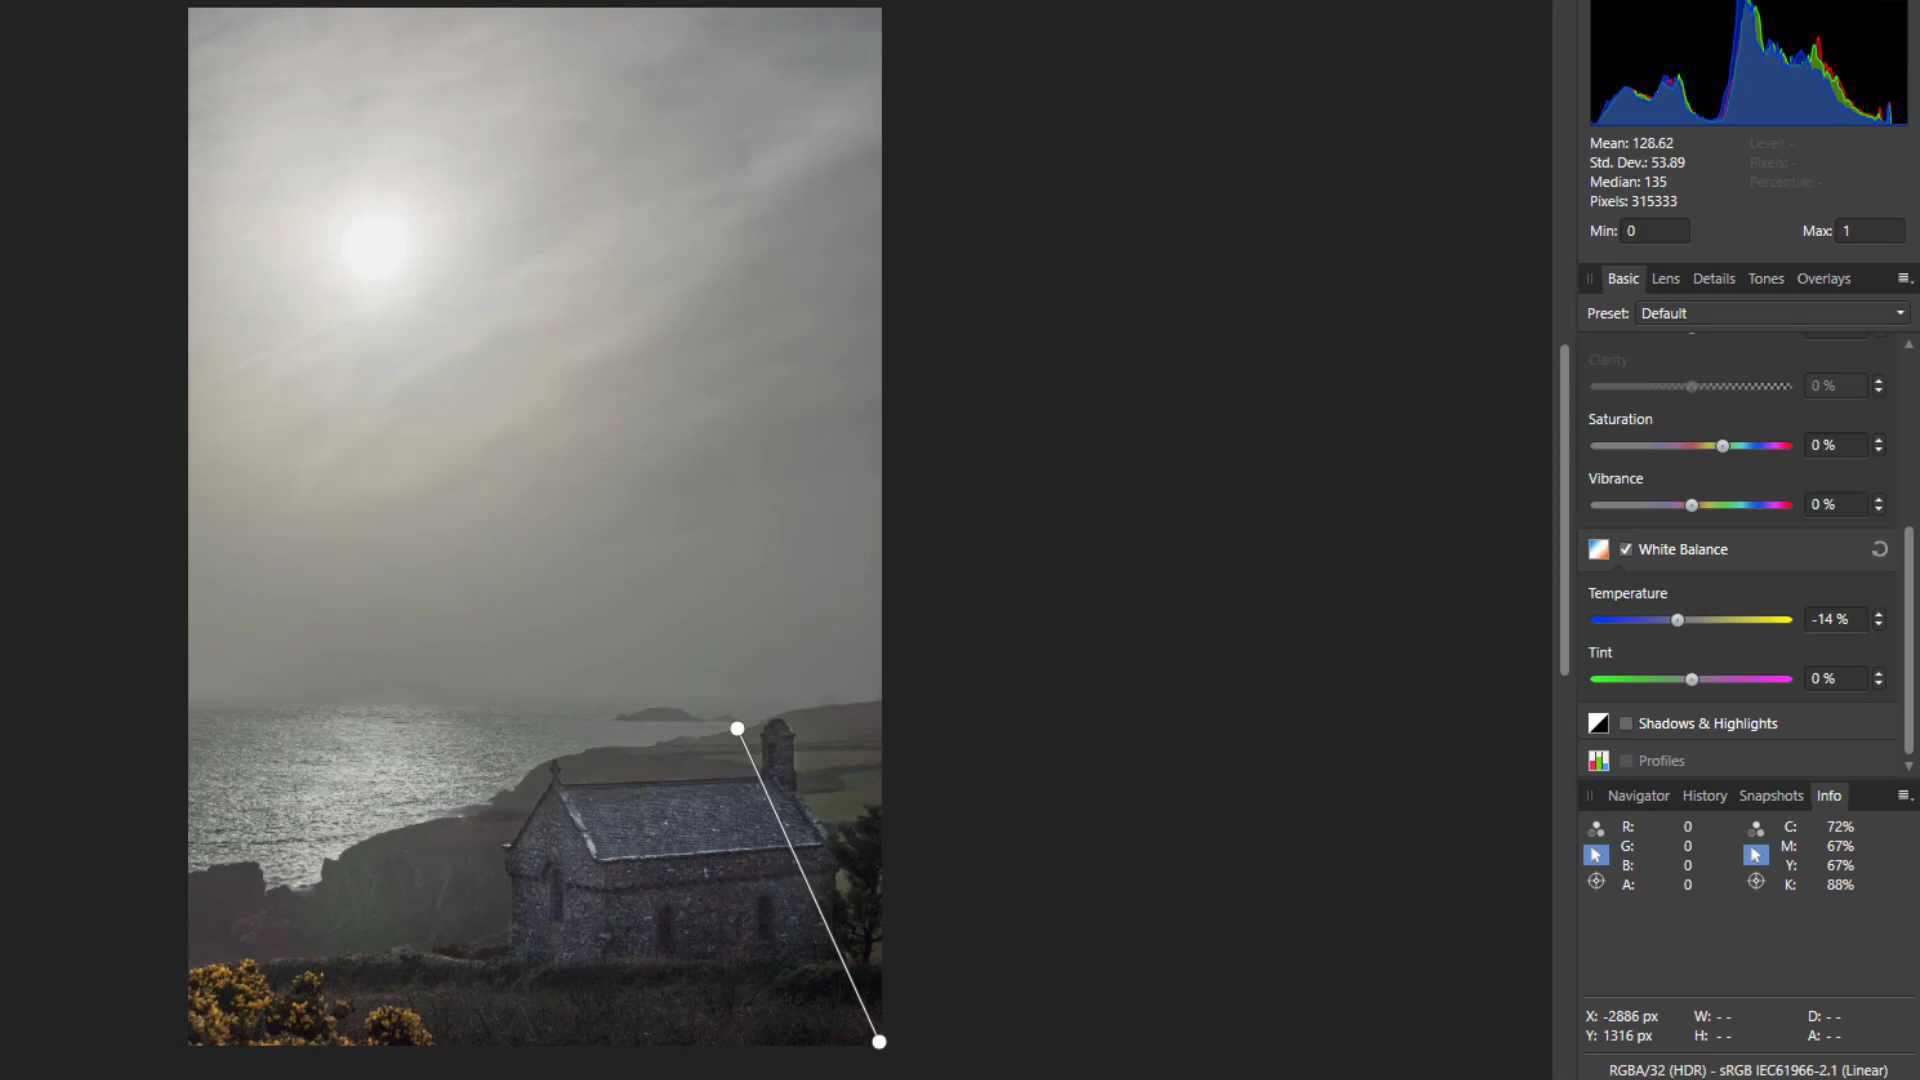 Mean: 128.62 Level: -
Std. Dev.: 53.89 Pixels: -
Median: 135 Percentile: -
Pixels: 315333
Min: 0 Max: 1
Basic Lens Details Tones Overlays
Preset: Default
Clarity
0 %
Saturation
0 %
Vibrance
0 %
White Balance
Temperature
-14 %
Tint
0 %
Shadows & Highlights
Profiles
Navigator History Snapshots Info
R: 0 C: 72%
G: 0 M: 67%
B: 0 Y: 67%
A: 0 K: 88%
X: -2886 px W: - - D: - -
Y: 1316 px H: - - A: - -
RGBA/32 (HDR) - sRGB IEC61966-2.1 (Linear)